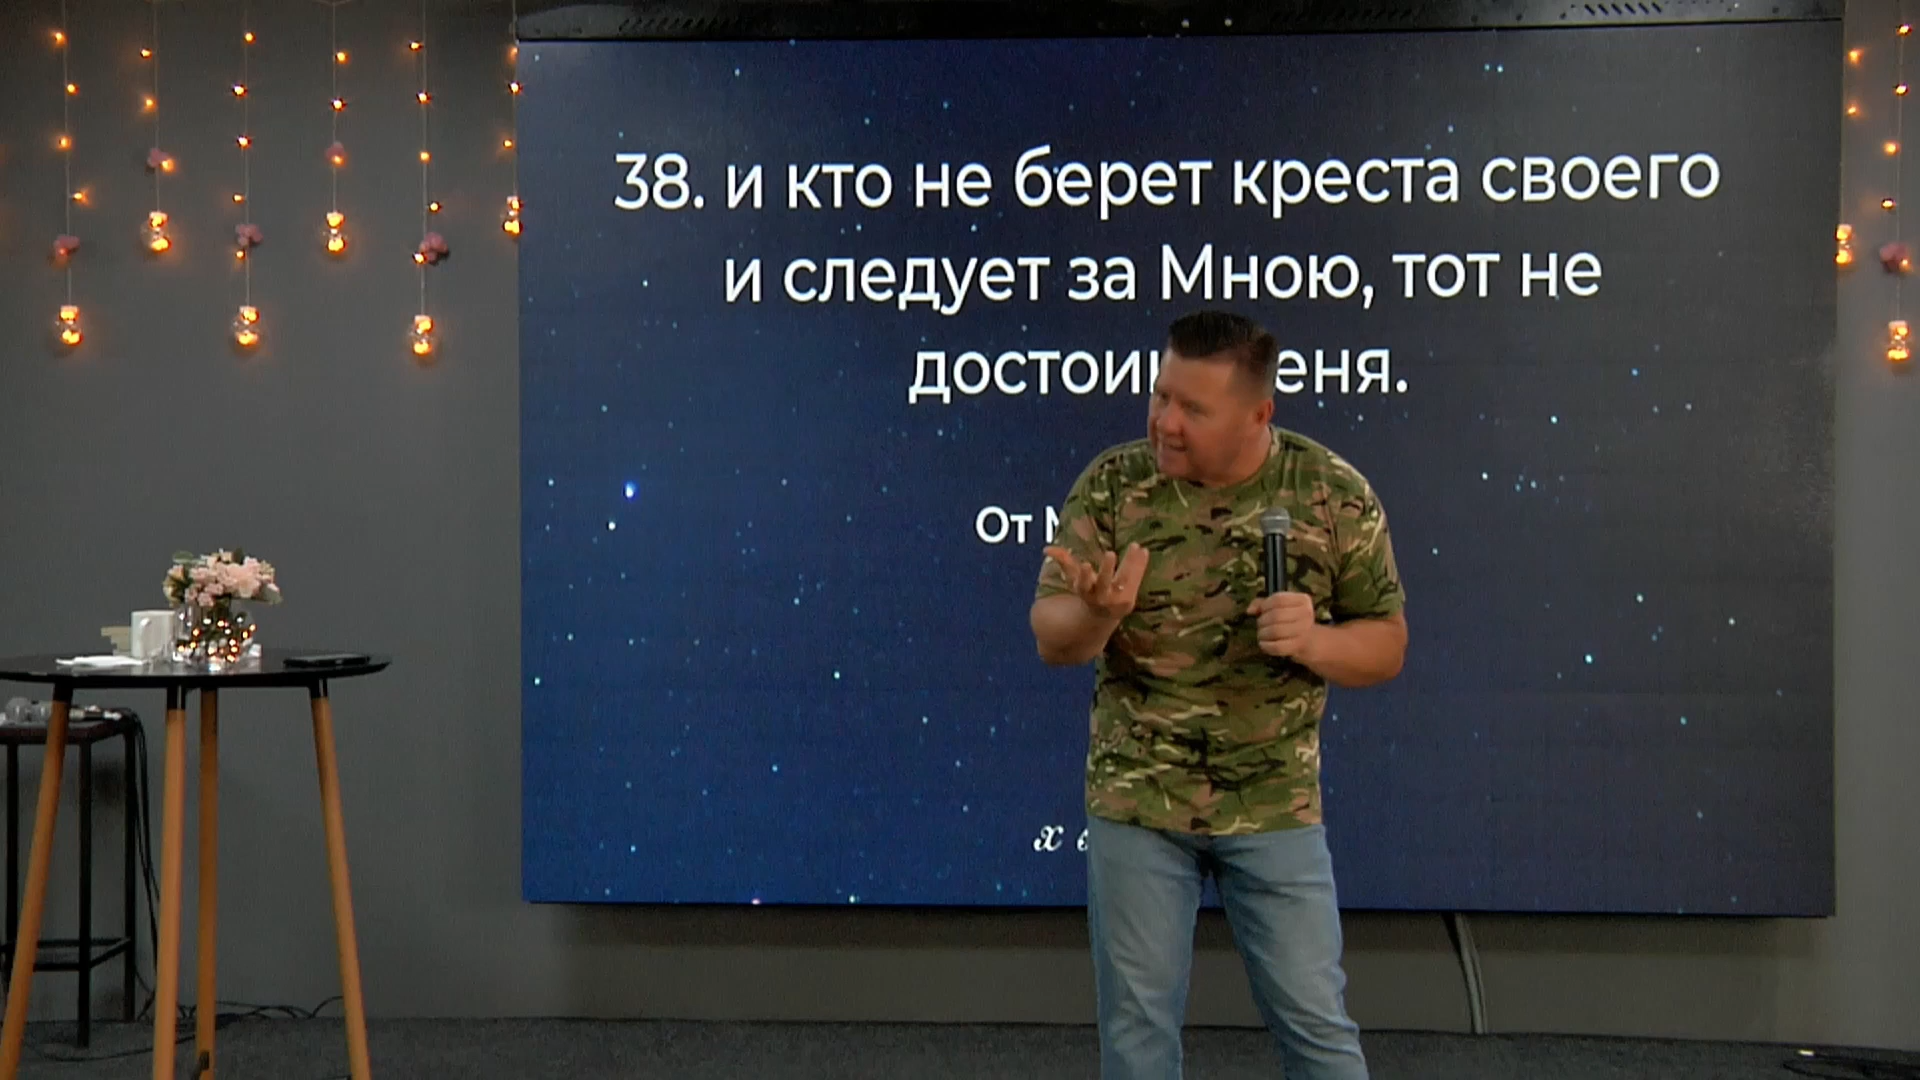 38. и кто не берет креста своего
и следует за Мною, тот не
От